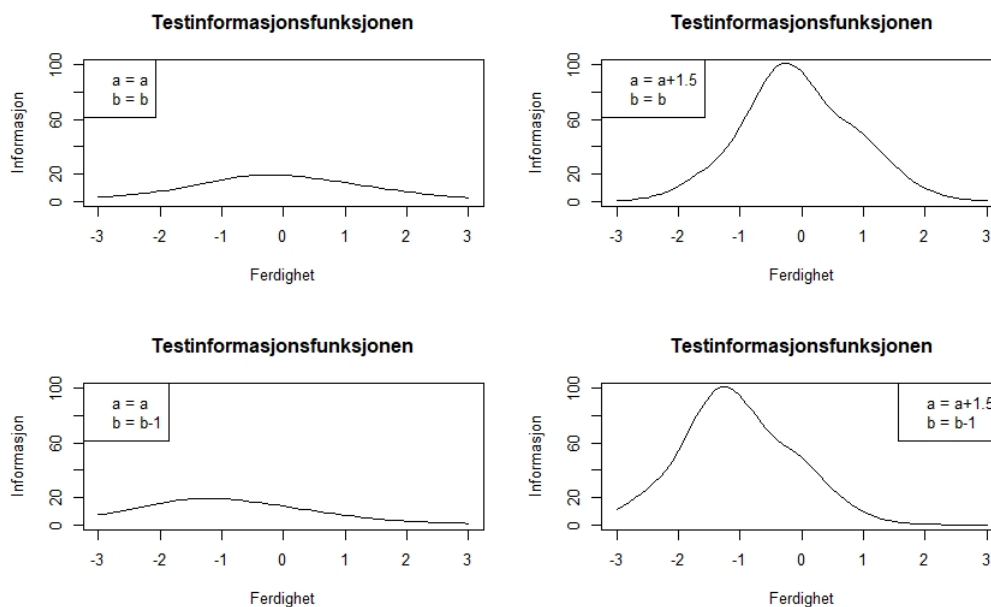 Testinformasjonsfunksjonen
Informasjon
100
60
20
0
a = a
b = b
-3 -2 -1 0 1 2 3
Ferdighet
Testinformasjonsfunksjonen
Informasjon
100
60
20
0
a = a+1.5
b = b
-3 -2 -1 0 1 2 3
Ferdighet
Testinformasjonsfunksjonen
Informasjon
100
60
20
0
a = a
b = b-1
-3 -2 -1 0 1 2 3
Ferdighet
Testinformasjonsfunksjonen
Informasjon
100
60
20
0
a = a+1.5
b = b-1
-3 -2 -1 0 1 2 3
Ferdighet